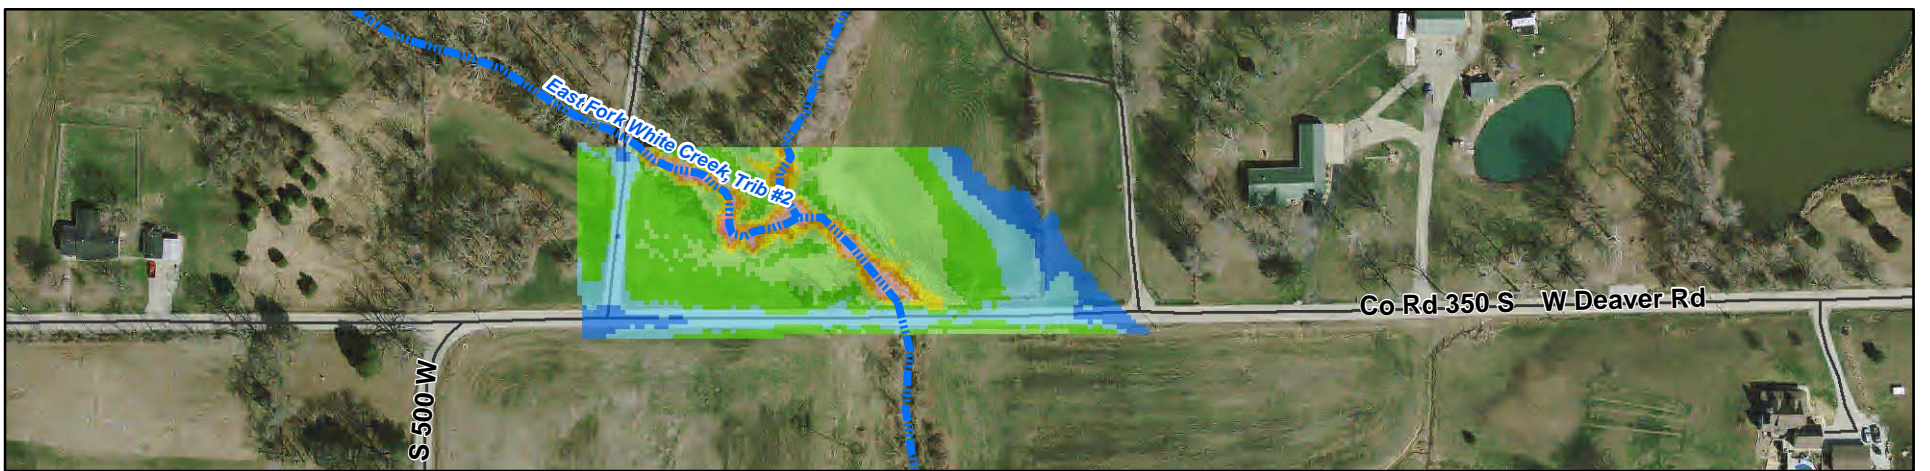 East Fork White Creek, Trib #2
Co Rd 350 S W Deaver Rd
S 500 W